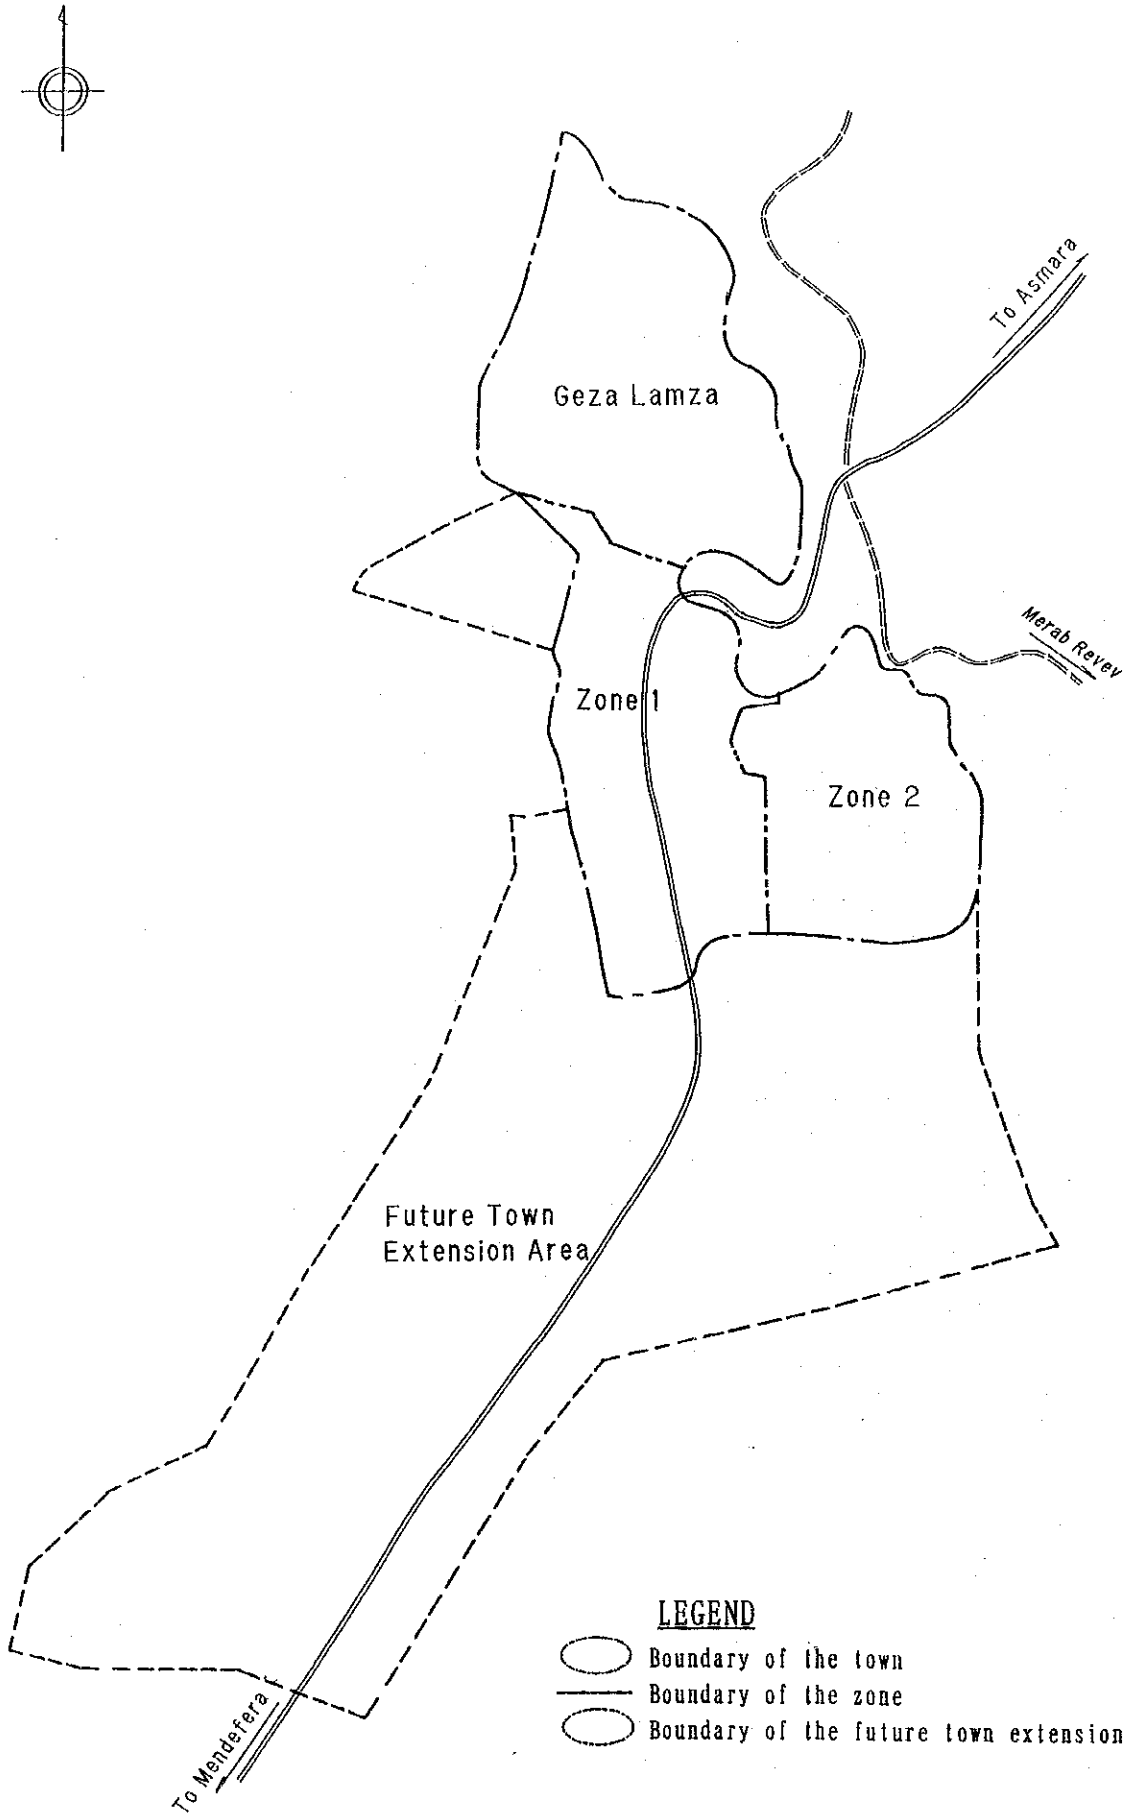 To Asmara
Geza Lamza
Merab Revev
Zone 1
Zone 2
Future Town
Extension Area
To Mendefera
LEGEND
Boundary of the town
Boundary of the zone
Boundary of the future town extension